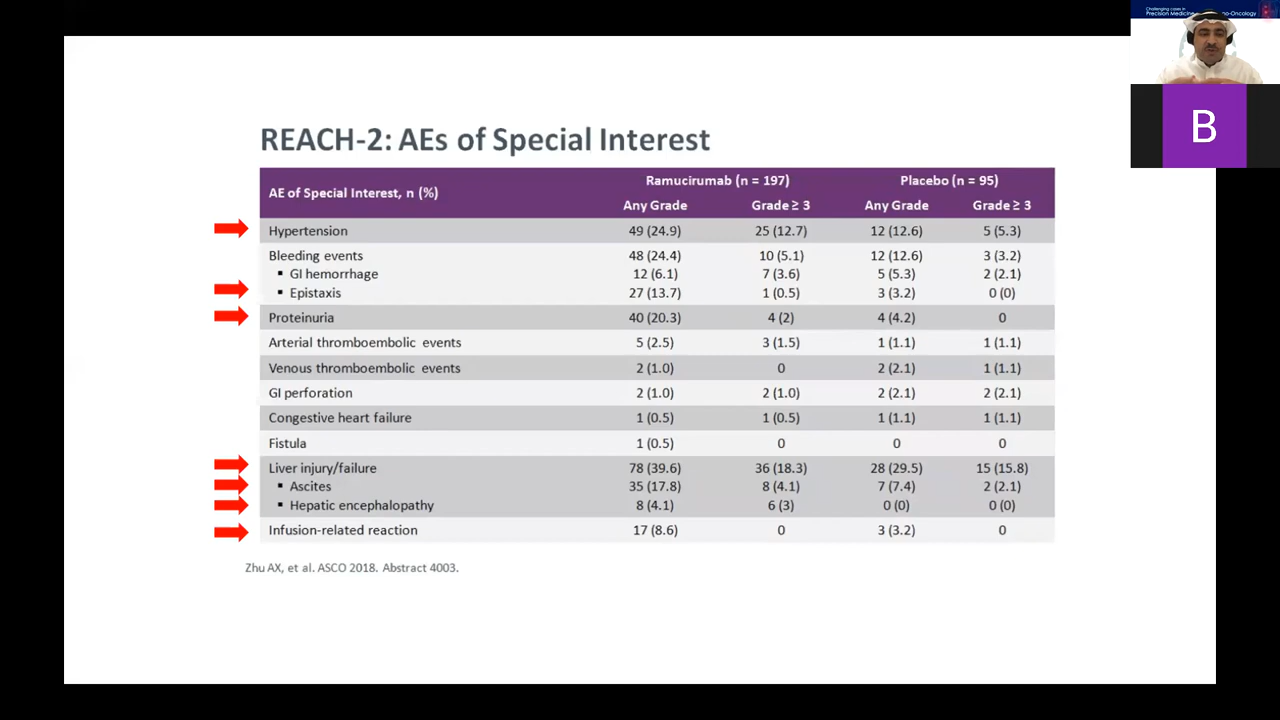 Challenging cases in
Precision Medicine
no-Oncology
B
REACH-2: AEs of Special Interest
AE of Special Interest, n (%) Ramucirumab (n = 197) Placebo (n = 95)
Any Grade Grade ≥ 3 Any Grade Grade ≥ 3
Hypertension 49 (24.9) 25 (12.7) 12 (12.6) 5 (5.3)
Bleeding events 48 (24.4) 10 (5.1) 12 (12.6) 3 (3.2)
▪ GI hemorrhage 12 (6.1) 7 (3.6) 5 (5.3) 2 (2.1)
▪ Epistaxis 27 (13.7) 1 (0.5) 3 (3.2) 0 (0)
Proteinuria 40 (20.3) 4 (2) 4 (4.2) 0
Arterial thromboembolic events 5 (2.5) 3 (1.5) 1 (1.1) 1 (1.1)
Venous thromboembolic events 2 (1.0) 0 2 (2.1) 1 (1.1)
GI perforation 2 (1.0) 2 (1.0) 2 (2.1) 2 (2.1)
Congestive heart failure 1 (0.5) 1 (0.5) 1 (1.1) 1 (1.1)
Fistula 1 (0.5) 0 0 0
Liver injury/failure 78 (39.6) 36 (18.3) 28 (29.5) 15 (15.8)
▪ Ascites 35 (17.8) 8 (4.1) 7 (7.4) 2 (2.1)
▪ Hepatic encephalopathy 8 (4.1) 6 (3) 0 (0) 0 (0)
Infusion-related reaction 17 (8.6) 0 3 (3.2) 0
Zhu AX, et al. ASCO 2018. Abstract 4003.